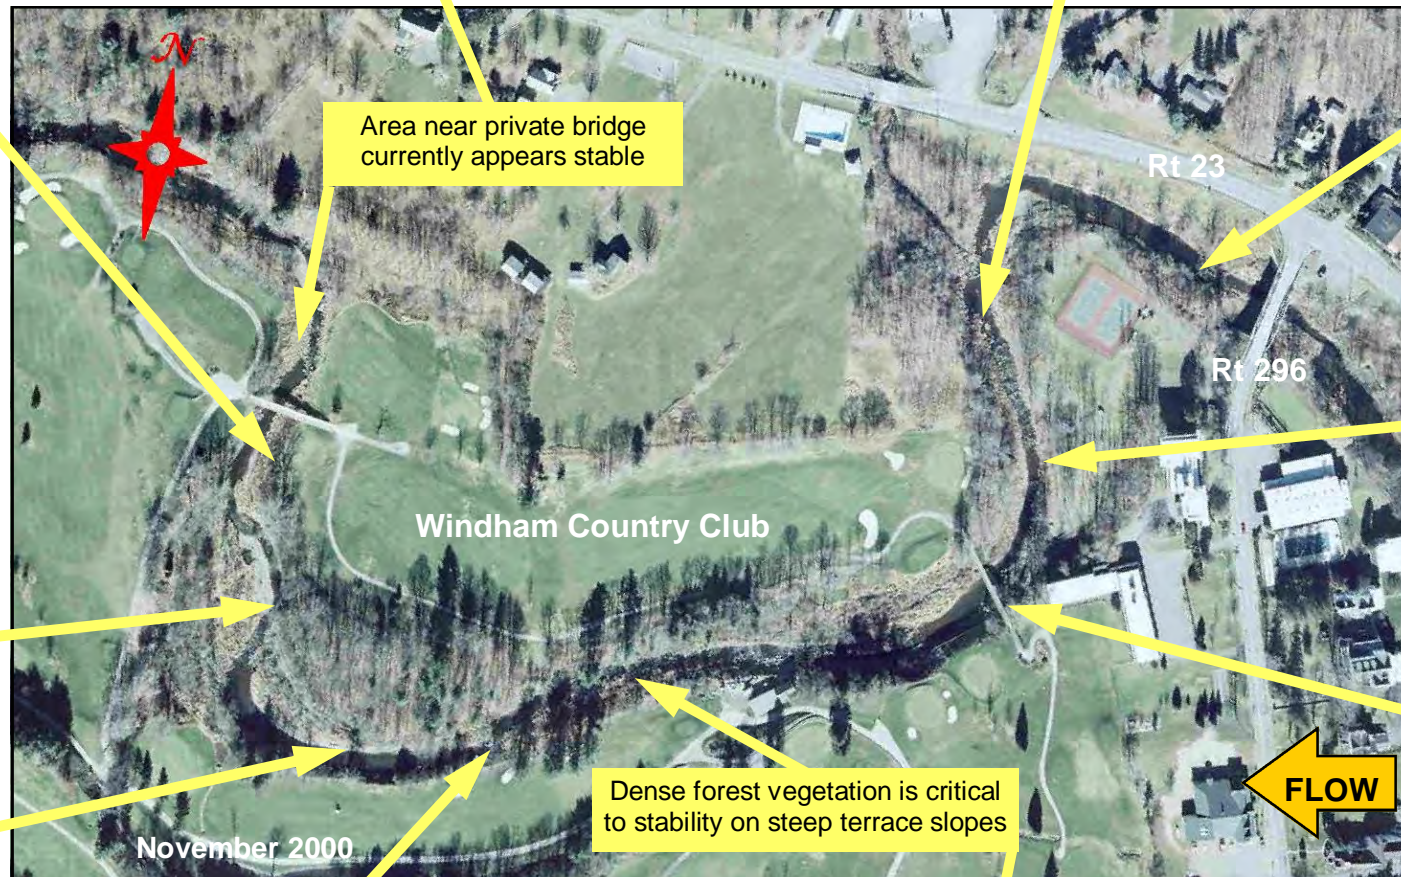 N
Area near private bridge
currently appears stable
Rt 23
Rt 296
Windham Country Club
Dense forest vegetation is critical
to stability on steep terrace slopes
FLOW
November 2000